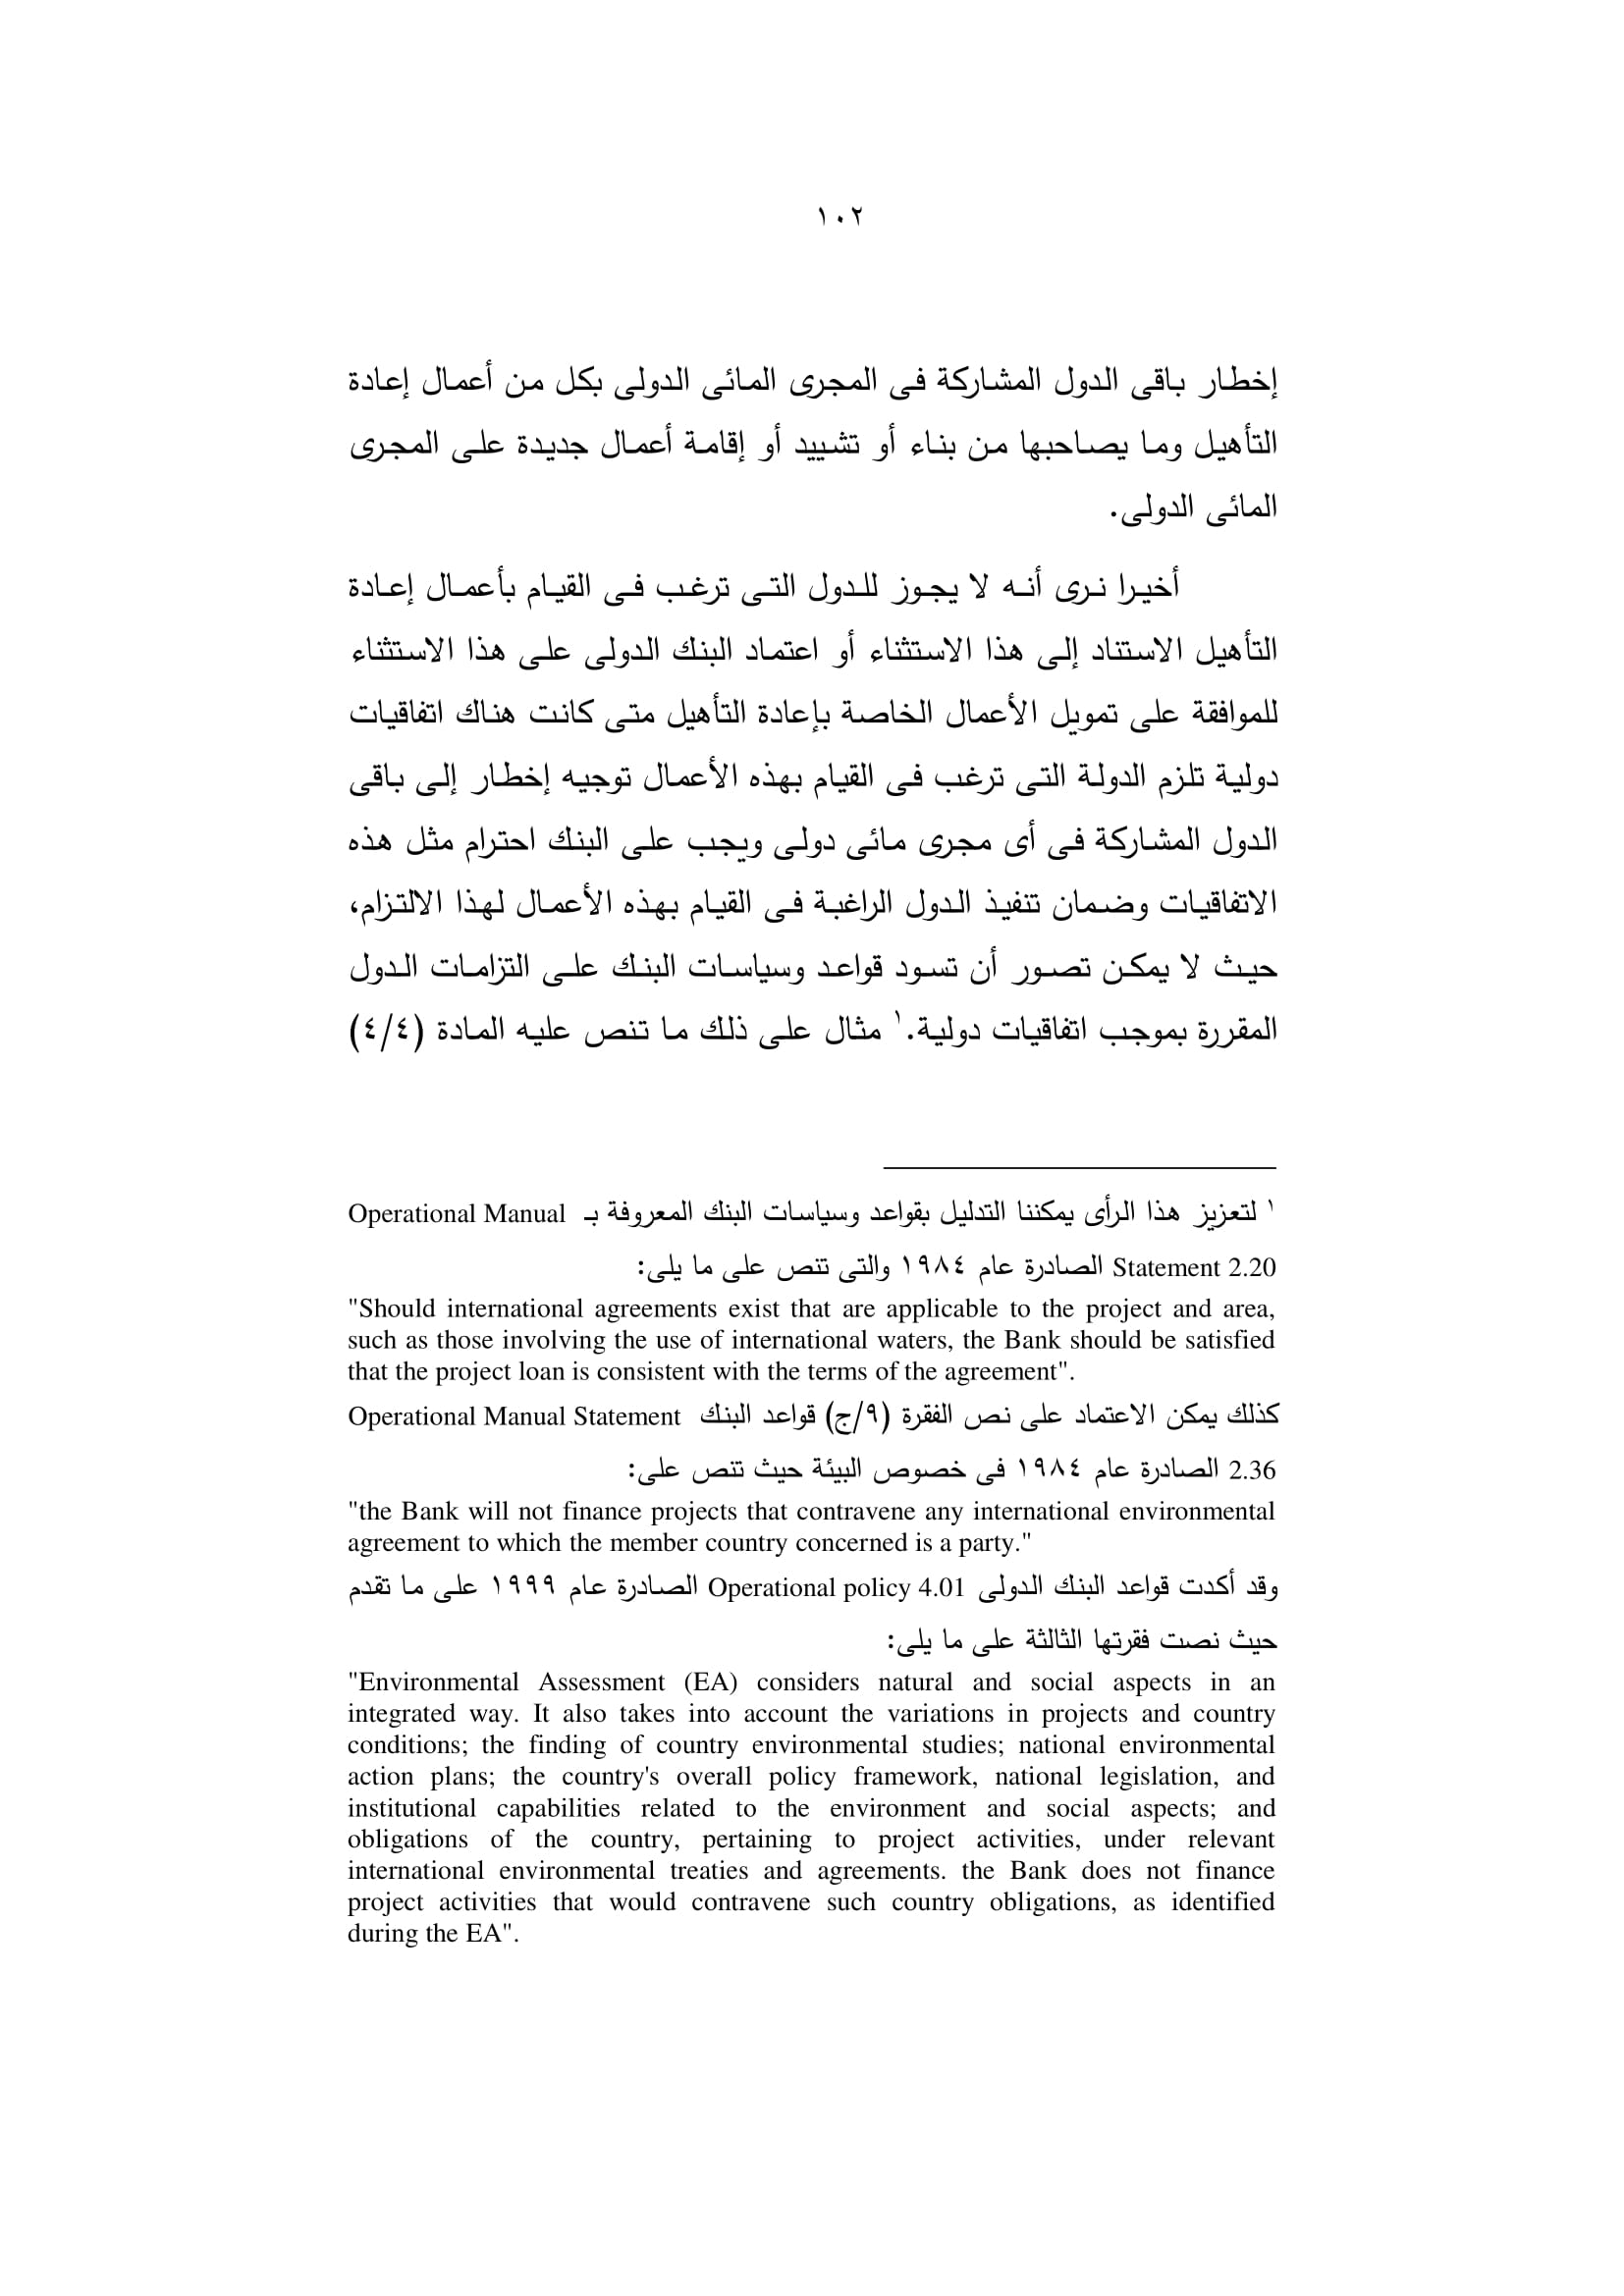 ١٠٢
إخطار باقى الدول المشاركة فى المجرى المائى الدولى بكل من أعمال إعادة
التأهيل وما يصاحبها من بناء أو تشييد أو إقامة أعمال جديدة على المجرى
المائى الدولى.
أخيرا نرى أنه لا يجوز للدول التى ترغب فى القيام بأعمال إعادة
التأهيل الاستناد إلى هذا الاستثناء أو اعتماد البنك الدولى على هذا الاستثناء
للموافقة على تمويل الأعمال الخاصة بإعادة التأهيل متى كانت هناك اتفاقيات
دولية تلزم الدولة التى ترغب فى القيام بهذه الأعمال توجيه إخطار إلى باقى
الدول المشاركة فى أى مجرى مائى دولى ويجب على البنك احترام مثل هذه
الاتفاقيات وضمان تنفيذ الدول الراغبة فى القيام بهذه الأعمال لهذا الالتزام،
حيث لا يمكن تصور أن تسود قواعد وسياسات البنك على التزامات الدول
المقررة بموجب اتفاقيات دولية.١ مثال على ذلك ما تنص عليه المادة (٤/٤)
١ لتعزيز هذا الرأى يمكننا التدليل بقواعد وسياسات البنك المعروفة بـ Operational Manual
Statement 2.20 الصادرة عام ١٩٨٤ والتى تنص على ما يلى:
"Should international agreements exist that are applicable to the project and area,
such as those involving the use of international waters, the Bank should be satisfied
that the project loan is consistent with the terms of the agreement".
كذلك يمكن الاعتماد على نص الفقرة (٩/ج) قواعد البنك Operational Manual Statement
2.36 الصادرة عام ١٩٨٤ فى خصوص البيئة حيث تنص على:
"the Bank will not finance projects that contravene any international environmental
agreement to which the member country concerned is a party."
وقد أكدت قواعد البنك الدولى Operational policy 4.01 الصادرة عام ١٩٩٩ على ما تقدم
حيث نصت فقرتها الثالثة على ما يلى:
"Environmental Assessment (EA) considers natural and social aspects in an
integrated way. It also takes into account the variations in projects and country
conditions; the finding of country environmental studies; national environmental
action plans; the country's overall policy framework, national legislation, and
institutional capabilities related to the environment and social aspects; and
obligations of the country, pertaining to project activities, under relevant
international environmental treaties and agreements. the Bank does not finance
project activities that would contravene such country obligations, as identified
during the EA".